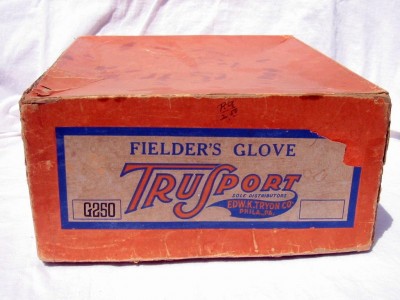 FIELDER'S GLOVE
TRUSPORT
SOLE DISTRIBUTORS
EDW. K. TRYON CO
PHILA., PA.
G250